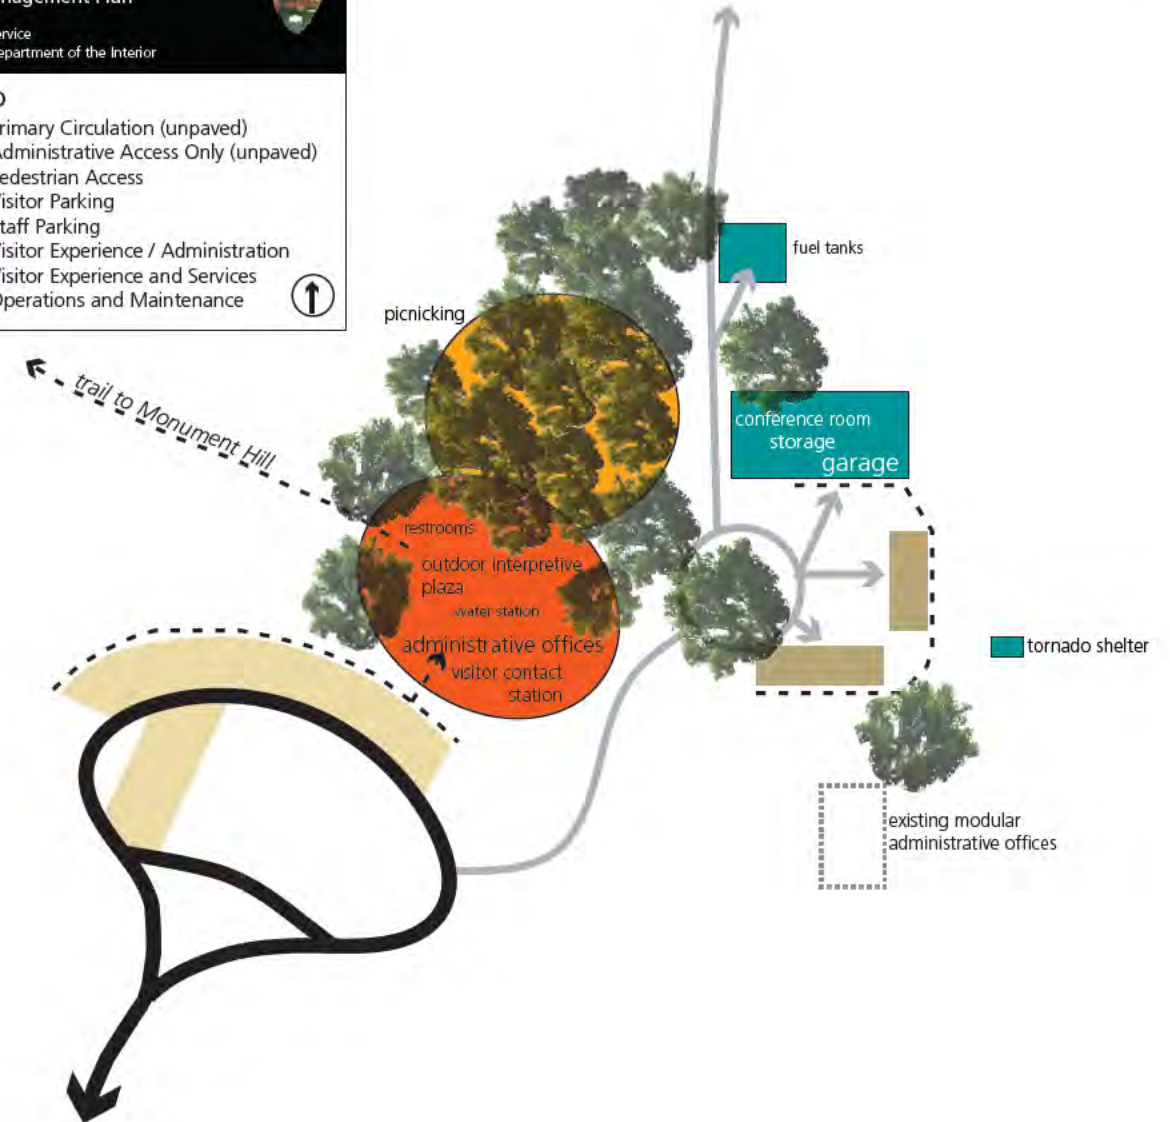 nagement Plan
ervice
epartment of the Interior
rimary Circulation (unpaved)
Administrative Access Only (unpaved)
edestrian Access
isitor Parking
taff Parking
isitor Experience / Administration
isitor Experience and Services
Operations and Maintenance
fuel tanks
picnicking
trail to Monument Hill
conference room
storage
garage
restrooms
outdoor interpretive
plaza
water station
administrative offices
visitor contact
station
tornado shelter
existing modular
administrative offices